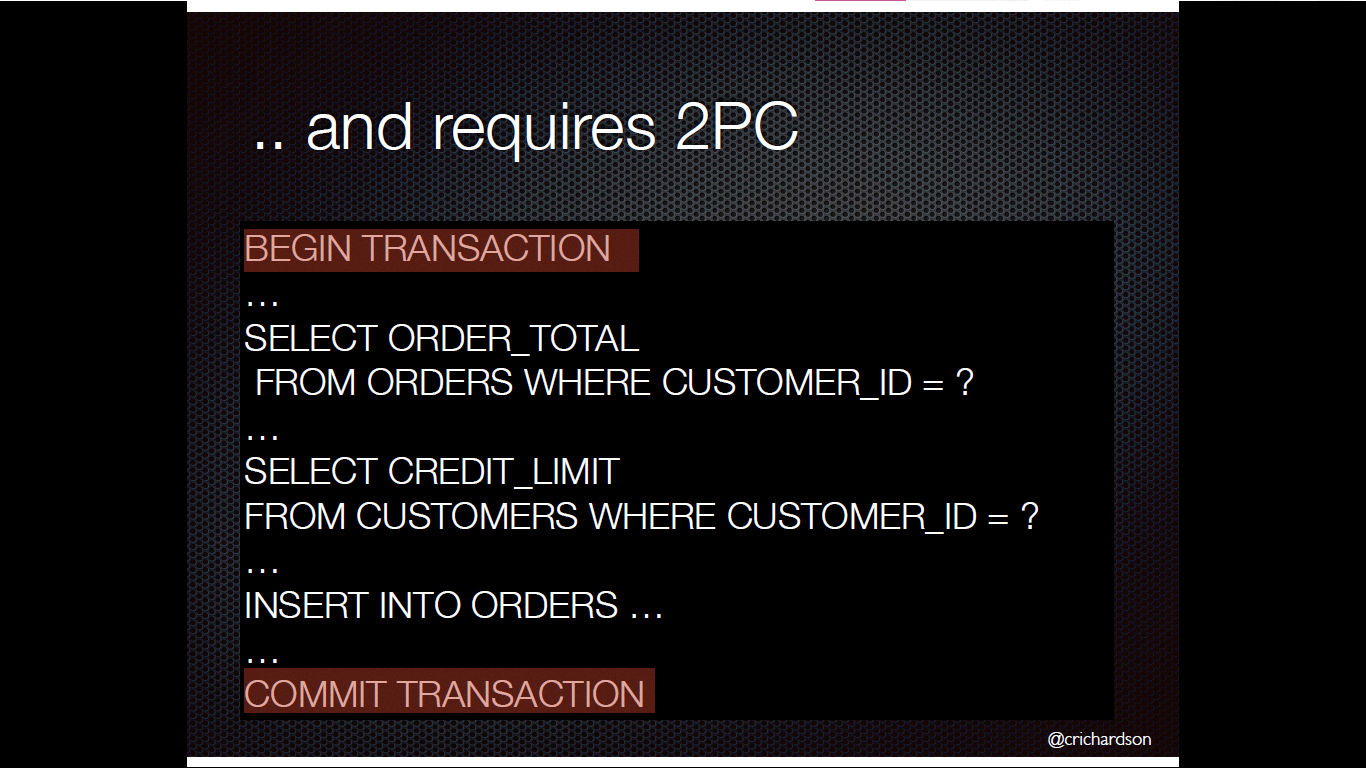 .. and requires 2PC
BEGIN TRANSACTION
…
SELECT ORDER_TOTAL
FROM ORDERS WHERE CUSTOMER_ID = ?
…
SELECT CREDIT_LIMIT
FROM CUSTOMERS WHERE CUSTOMER_ID = ?
…
INSERT INTO ORDERS …
…
COMMIT TRANSACTION
@crichardson